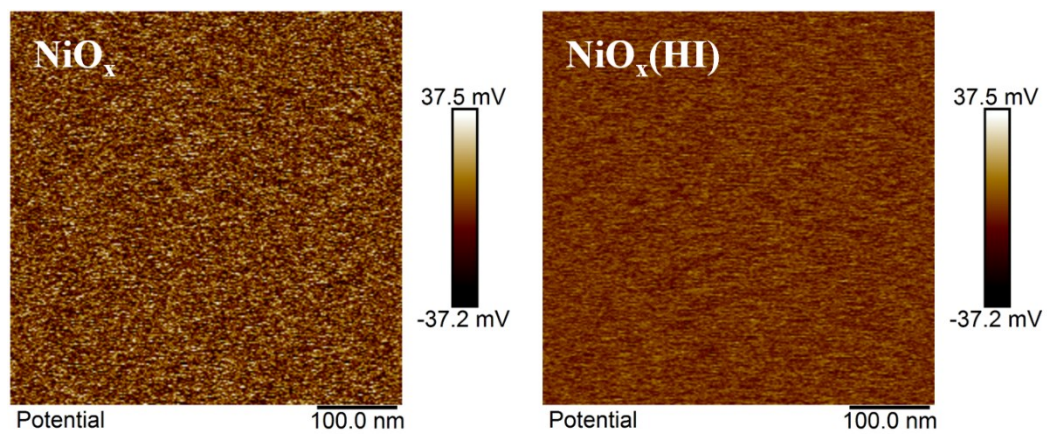 NiOx
37.5 mV
-37.2 mV
Potential
100.0 nm
NiOx(HI)
37.5 mV
-37.2 mV
Potential
100.0 nm